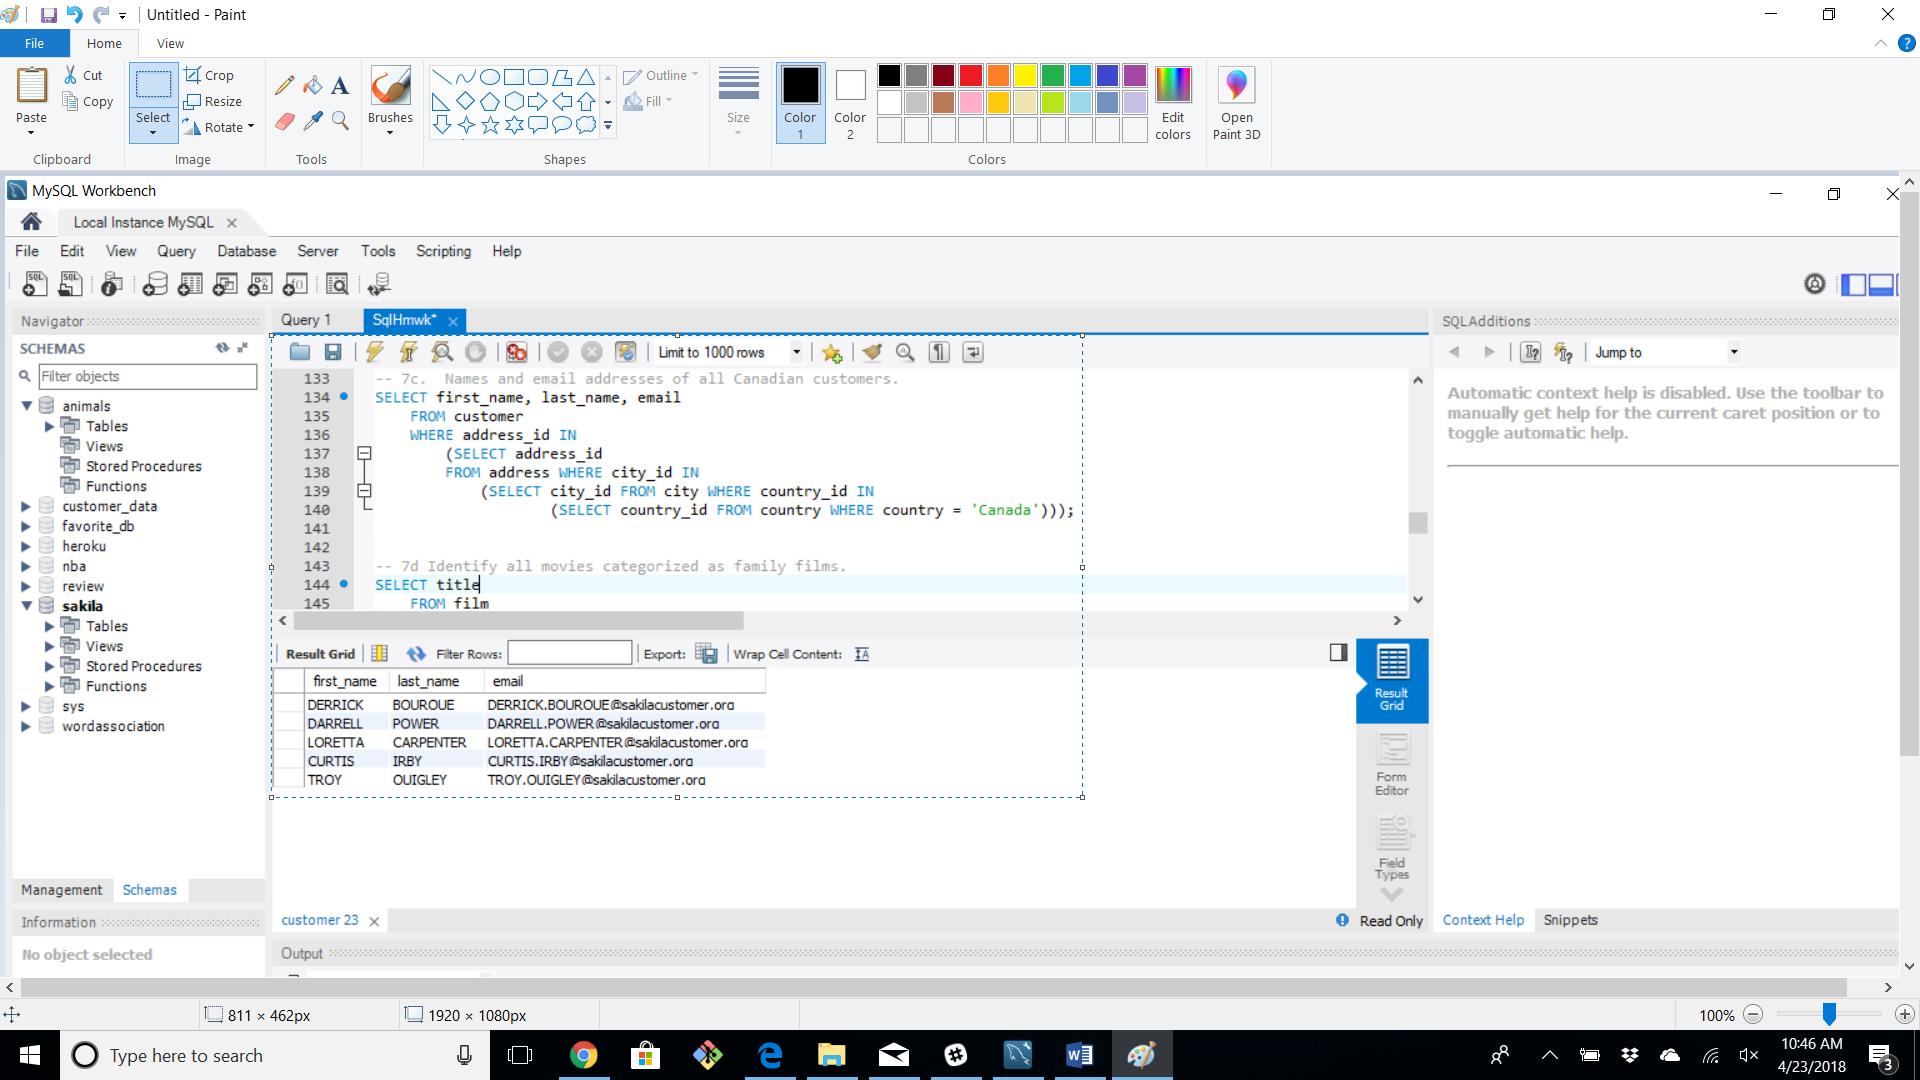 Untitled - Paint
File Home View
Cut
Copy
Paste
Clipboard
Select
Crop
Resize
Rotate
Image
Tools
Brushes
Shapes
Outline
Fill
Size
Color 1
Color 2
Colors
Edit colors
Open Paint 3D
MySQL Workbench
Local Instance MySQL
File Edit View Query Database Server Tools Scripting Help
Navigator
SCHEMAS
Filter objects
animals
Tables
Views
Stored Procedures
Functions
customer_data
favorite_db
heroku
nba
review
sakila
Tables
Views
Stored Procedures
Functions
sys
wordassociation
Management Schemas
Information
No object selected
Query 1 SqlHmwk*
Limit to 1000 rows
133 -- 7c. Names and email addresses of all Canadian customers.
134 SELECT first_name, last_name, email
135 FROM customer
136 WHERE address_id IN
137 (SELECT address_id
138 FROM address WHERE city_id IN
139 (SELECT city_id FROM city WHERE country_id IN
140 (SELECT country_id FROM country WHERE country = 'Canada')));
141
142
143 -- 7d Identify all movies categorized as family films.
144 SELECT title
145 FROM film
Result Grid Filter Rows: Export: Wrap Cell Content:
first_name last_name email
DERRICK BOURQUE DERRICK.BOURQUE@sakilacustomer.org
DARRELL POWER DARRELL.POWER@sakilacustomer.org
LORETTA CARPENTER LORETTA.CARPENTER@sakilacustomer.org
CURTIS IRBY CURTIS.IRBY@sakilacustomer.org
TROY QUIGLEY TROY.QUIGLEY@sakilacustomer.org
Result Grid
Form Editor
Field Types
customer 23
Read Only
Output
SQLAdditions
Jump to
Automatic context help is disabled. Use the toolbar to
manually get help for the current caret position or to
toggle automatic help.
Context Help Snippets
811 × 462px
1920 × 1080px
100%
Type here to search
10:46 AM
4/23/2018
3